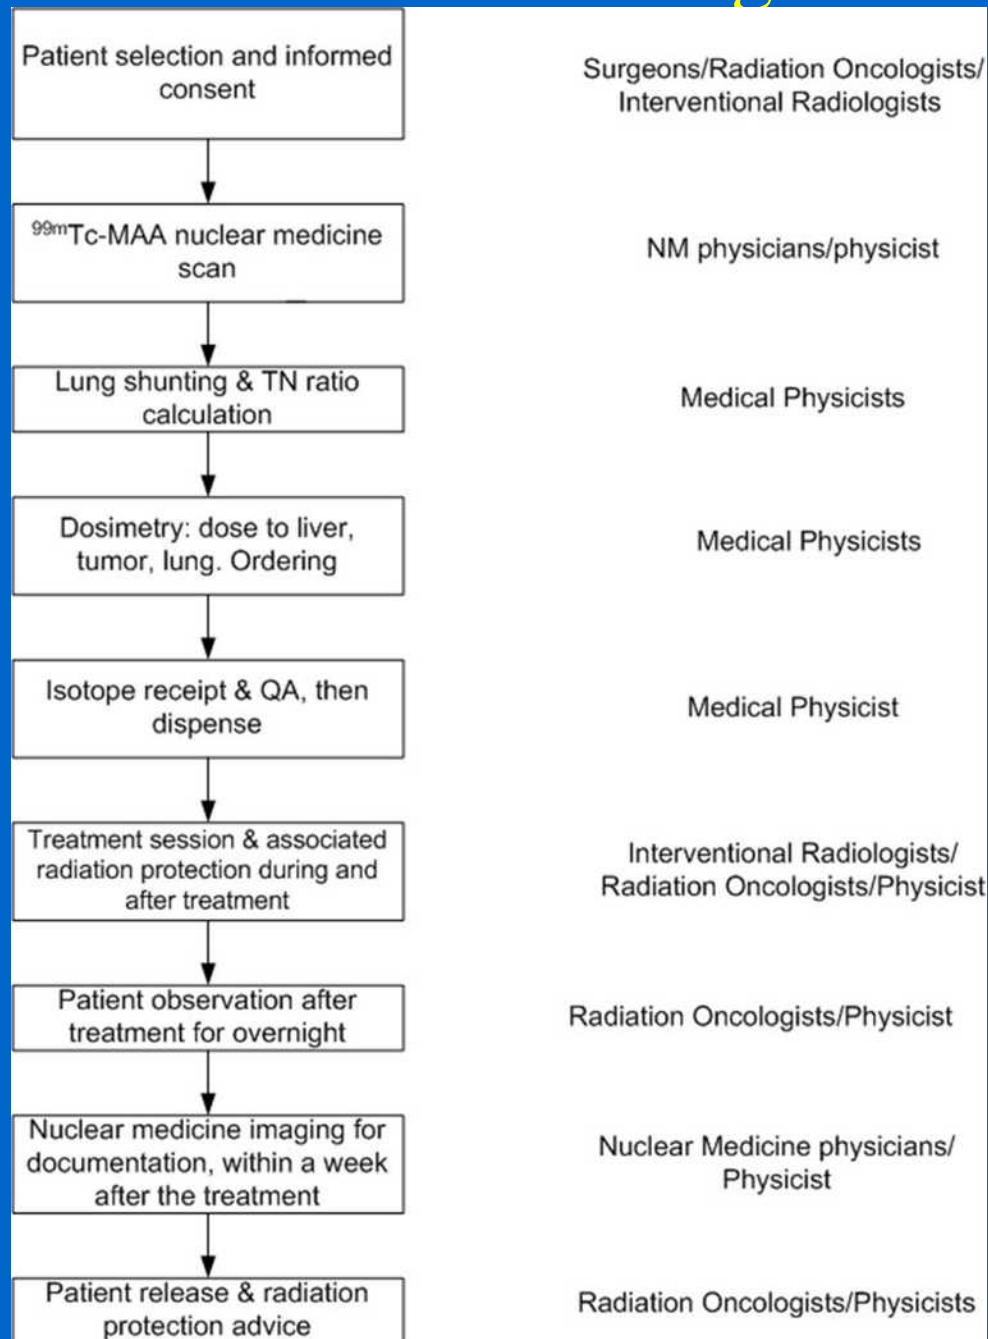 Patient selection and informed
consent
Surgeons/Radiation Oncologists/
Interventional Radiologists
99mTc-MAA nuclear medicine
scan
NM physicians/physicist
Lung shunting & TN ratio
calculation
Medical Physicists
Dosimetry: dose to liver,
tumor, lung. Ordering
Medical Physicists
Isotope receipt & QA, then
dispense
Medical Physicist
Treatment session & associated
radiation protection during and
after treatment
Interventional Radiologists/
Radiation Oncologists/Physicist
Patient observation after
treatment for overnight
Radiation Oncologists/Physicist
Nuclear medicine imaging for
documentation, within a week
after the treatment
Nuclear Medicine physicians/
Physicist
Patient release & radiation
protection advice
Radiation Oncologists/Physicists